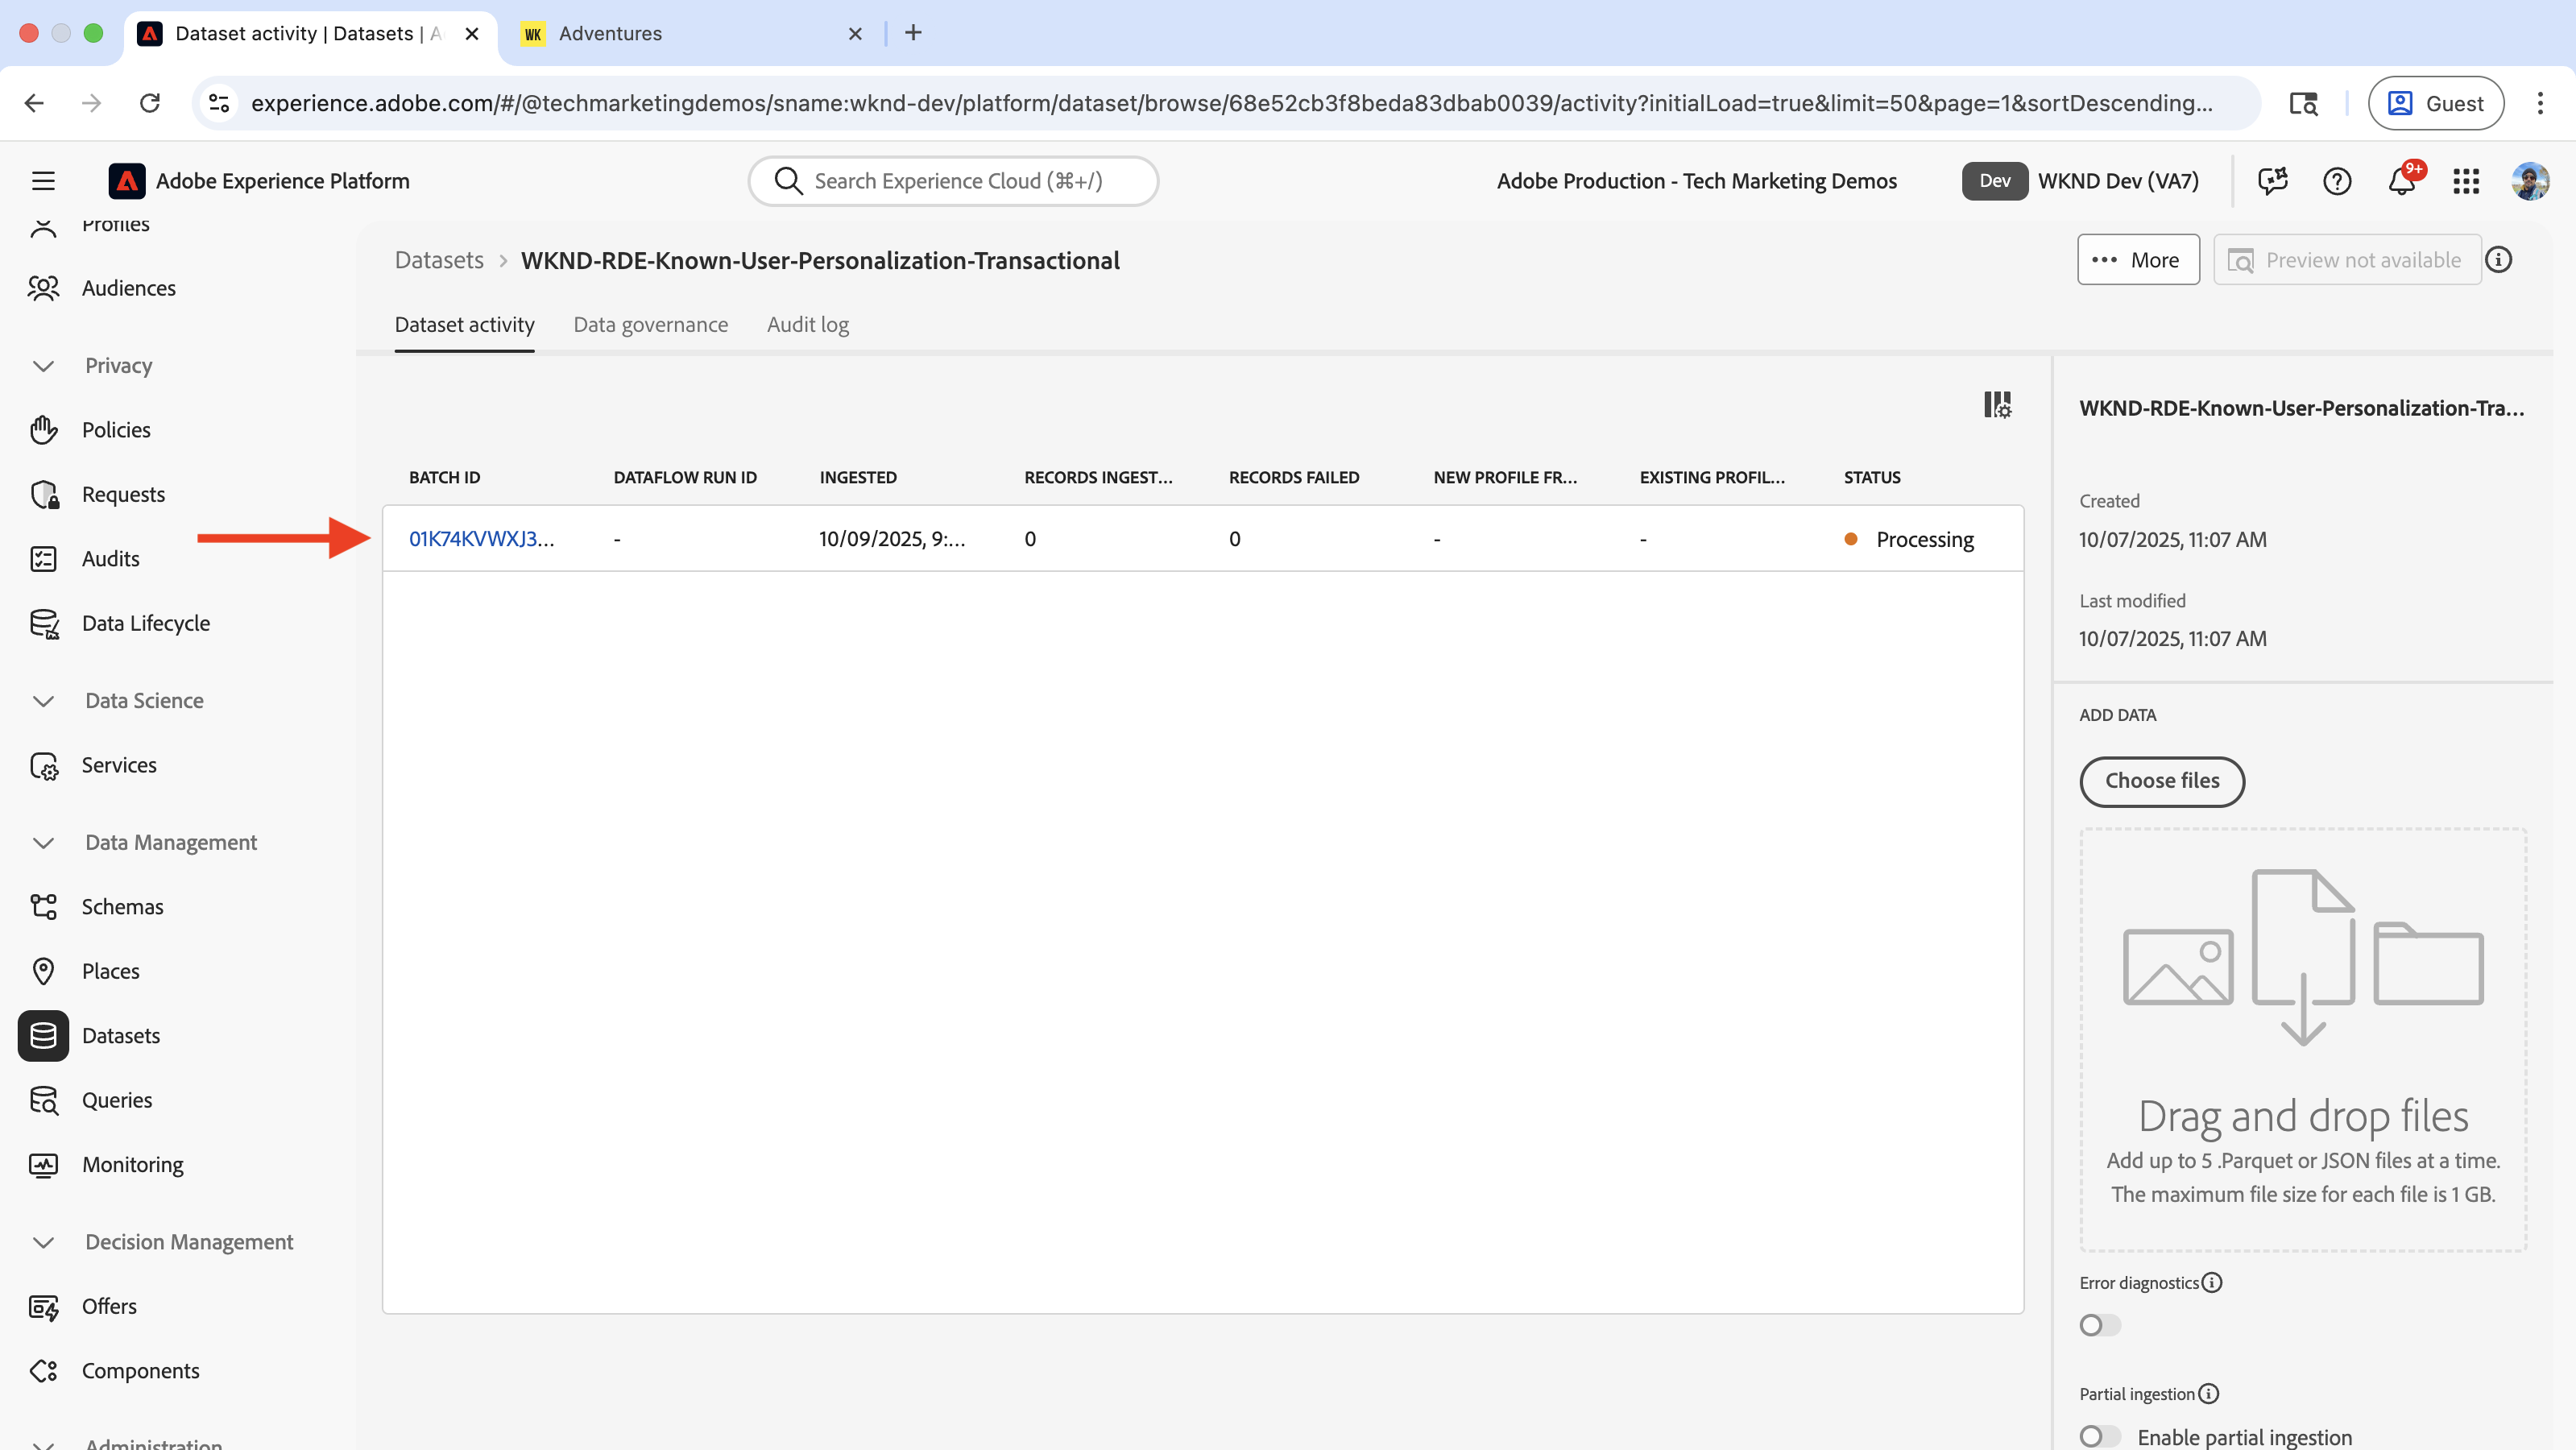 Dataset activity | Datasets | A
WK Adventures
experience.adobe.com/#/@techmarketingdemos/sname:wknd-dev/platform/dataset/browse/68e52cb3f8beda83dbab0039/activity?initialLoad=true&limit=50&page=1&sortDescending...
Guest
Adobe Experience Platform
Search Experience Cloud (⌘+/)
Adobe Production - Tech Marketing Demos
Dev WKND Dev (VA7)
9+
Profiles
Audiences
Privacy
Policies
Requests
Audits
Data Lifecycle
Data Science
Services
Data Management
Schemas
Places
Datasets
Queries
Monitoring
Decision Management
Offers
Components
Administration
Datasets > WKND-RDE-Known-User-Personalization-Transactional
More
Preview not available
Dataset activity Data governance Audit log
BATCH ID DATAFLOW RUN ID INGESTED RECORDS INGEST... RECORDS FAILED NEW PROFILE FR... EXISTING PROFIL... STATUS
01K74KVWXJ3... - 10/09/2025, 9:... 0 0 - - Processing
WKND-RDE-Known-User-Personalization-Tra...
Created
10/07/2025, 11:07 AM
Last modified
10/07/2025, 11:07 AM
ADD DATA
Choose files
Drag and drop files
Add up to 5 .Parquet or JSON files at a time.
The maximum file size for each file is 1 GB.
Error diagnostics
Partial ingestion
Enable partial ingestion